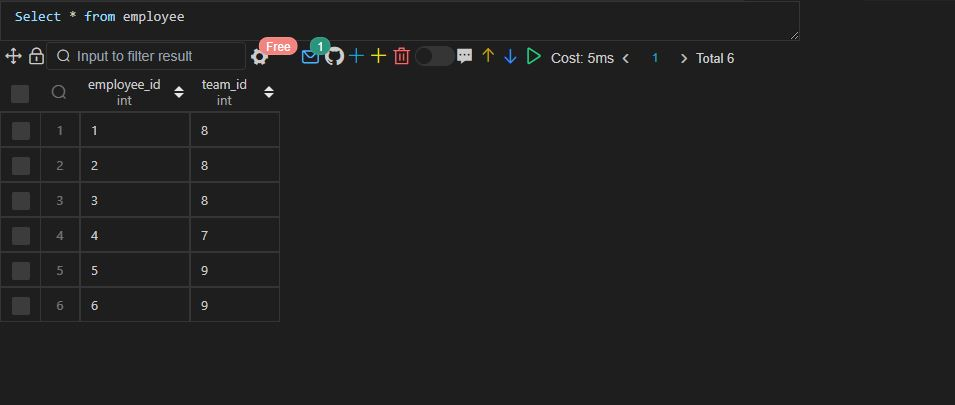 Select * from employee
Input to filter result Free 1 Cost: 5ms 1 Total 6
employee_id team_id
int int
1 1 8
2 2 8
3 3 8
4 4 7
5 5 9
6 6 9